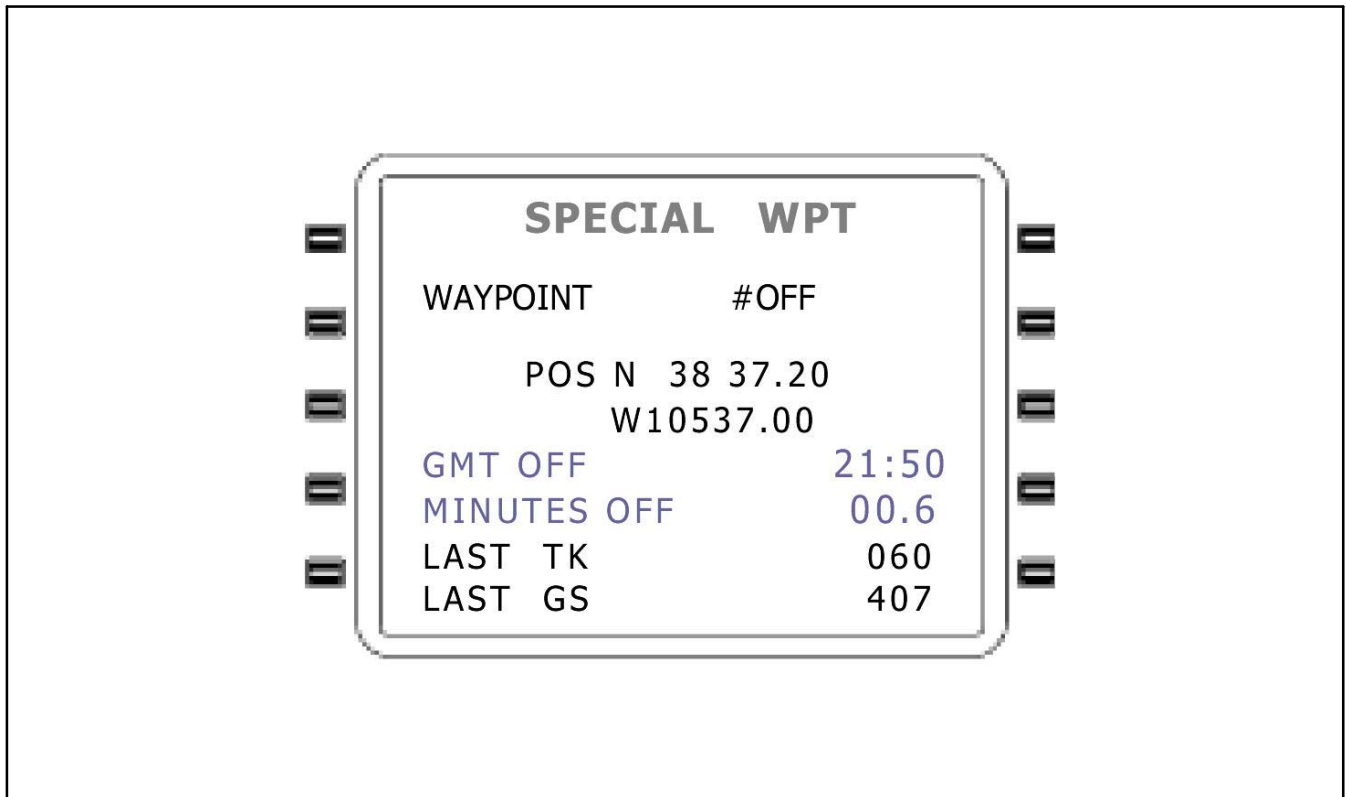 SPECIAL WPT
WAYPOINT #OFF
POS N 38 37.20
W10537.00
GMT OFF 21:50
MINUTES OFF 00.6
LAST TK 060
LAST GS 407